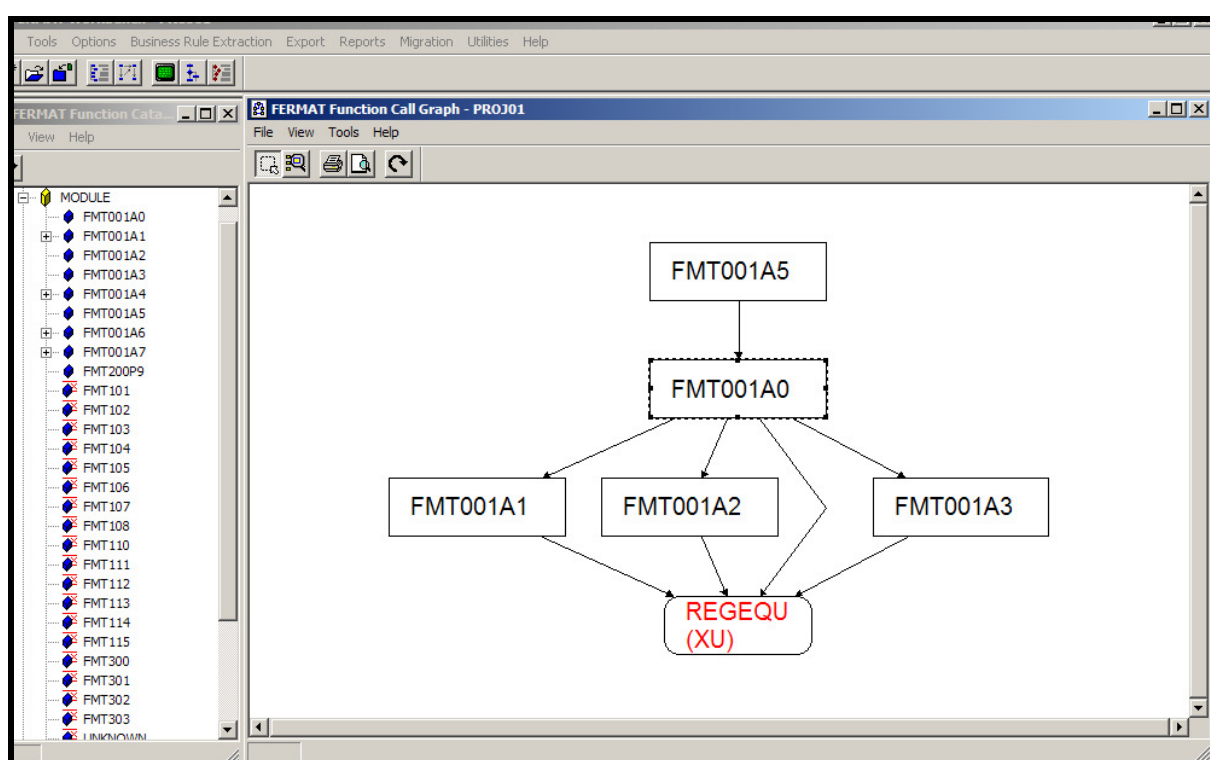 Tools Options Business Rule Extraction Export Reports Migration Utilities Help
FERMAT Function Cata...
View Help
MODULE
FMT001A0
FMT001A1
FMT001A2
FMT001A3
FMT001A4
FMT001A5
FMT001A6
FMT001A7
FMT200P9
FMT101
FMT102
FMT103
FMT104
FMT105
FMT106
FMT107
FMT108
FMT110
FMT111
FMT112
FMT113
FMT114
FMT115
FMT300
FMT301
FMT302
FMT303
UNKNOWN
FERMAT Function Call Graph - PROJ01
File View Tools Help
FMT001A5
FMT001A0
FMT001A1 FMT001A2 FMT001A3
REGEQU
(XU)